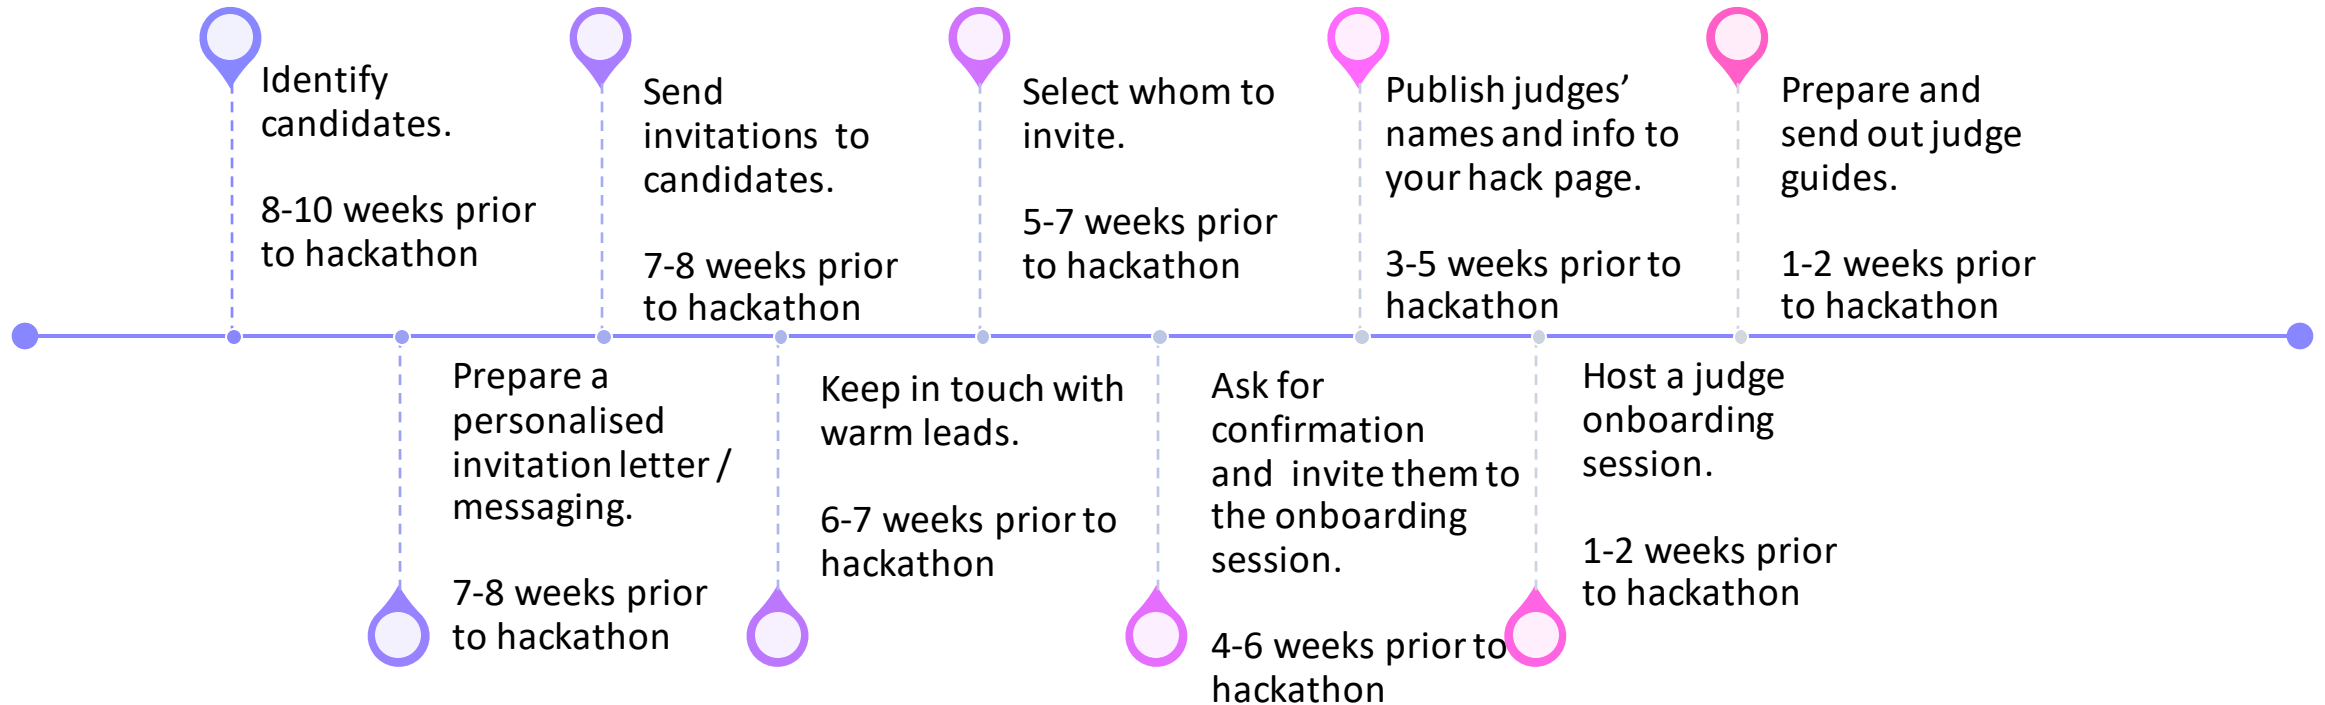 Identify
candidates.
8-10 weeks prior
to hackathon
Prepare a
personalised
invitation letter /
messaging.
7-8 weeks prior
to hackathon
Send
invitations to
candidates.
7-8 weeks prior
to hackathon
Keep in touch with
warm leads.
6-7 weeks prior to
hackathon
Select whom to
invite.
5-7 weeks prior
to hackathon
Ask for
confirmation
and invite them to
the onboarding
session.
4-6 weeks prior to
hackathon
Publish judges’
names and info to
your hack page.
3-5 weeks prior to
hackathon
Host a judge
onboarding
session.
1-2 weeks prior
to hackathon
Prepare and
send out judge
guides.
1-2 weeks prior
to hackathon